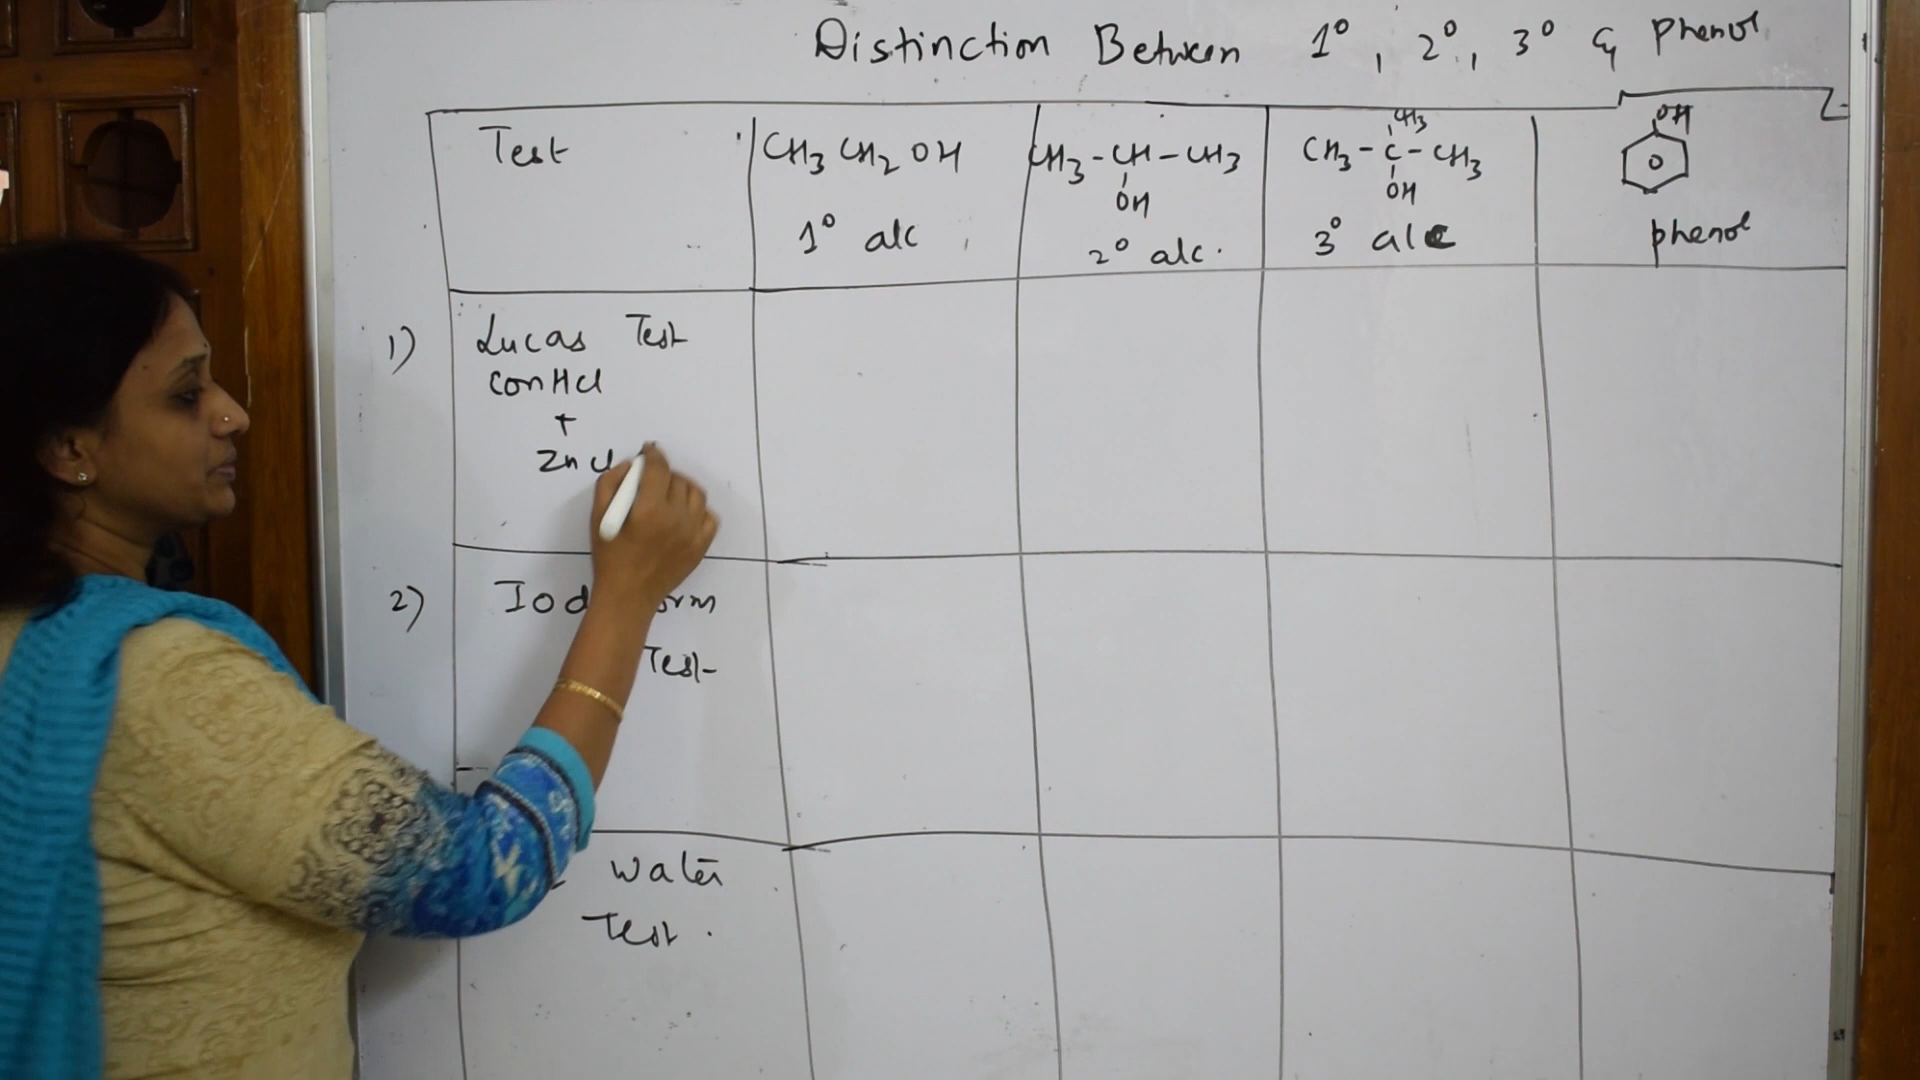 Distinction Between 1°, 2°, 3° & phenol
Test
CH3 CH2 OH
1° alc
CH3 - CH - CH3
OH
2° alc.
CH3
CH3 - C - CH3
OH
3° alc
OH
phenol
1)
Lucas Test
Con HCl
+
Zn Cl
2)
Test
Water
Test.